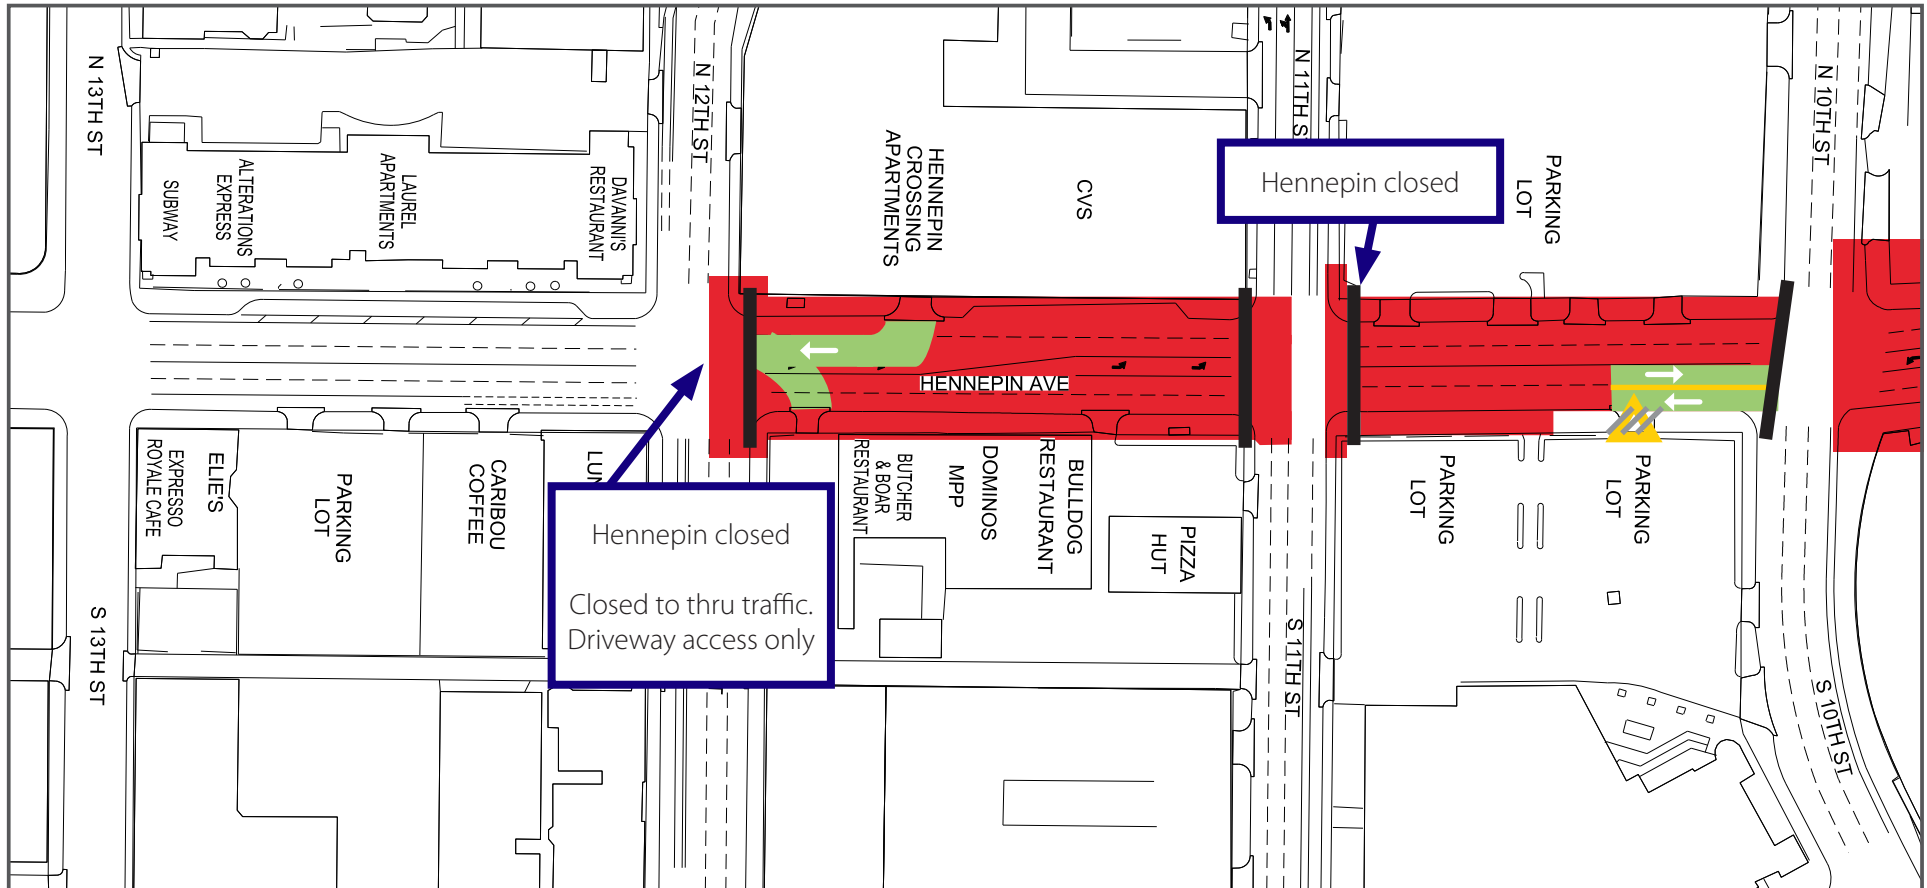 N 13TH ST
N 12TH ST
N 11TH S
N 10TH ST
SUBWAY
ALTERATIONS
EXPRESS
LAUREL
APARTMENTS
DAVANNI'S
RESTAURANT
HENNEPIN
CROSSING
APARTMENTS
CVS
Hennepin closed
PARKING
LOT
HENNEPIN AVE
ELIE'S
EXPRESSO
ROYALE CAFE
PARKING
LOT
CARIBOU
COFFEE
LUN
Hennepin closed
Closed to thru traffic.
Driveway access only
BUTCHER
& BOAR
RESTAURANT
MPP
DOMINOS
BULLDOG
RESTAURANT
PIZZA
HUT
PARKING
LOT
PARKING
LOT
S 13TH ST
S 11TH ST
S 10TH ST